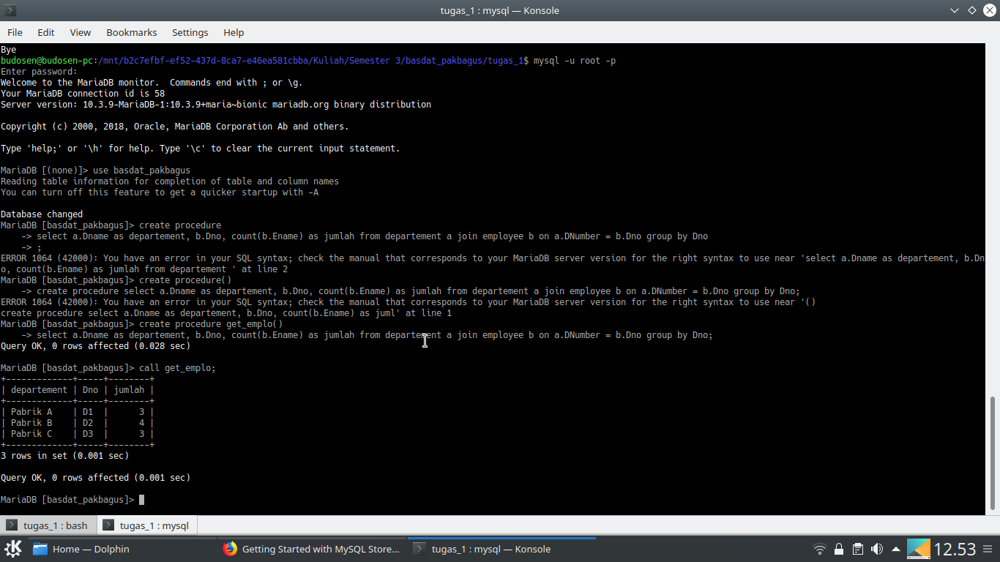 tugas_1 : mysql — Konsole
File Edit View Bookmarks Settings Help
Bye
budosen@budosen-pc:/mnt/b2c7efbf-ef52-437d-8ca7-e46ea581cbba/Kuliah/Semester 3/basdat_pakbagus/tugas_1$ mysql -u root -p
Enter password:
Welcome to the MariaDB monitor.  Commands end with ; or \g.
Your MariaDB connection id is 58
Server version: 10.3.9-MariaDB-1:10.3.9+maria~bionic mariadb.org binary distribution
Copyright (c) 2000, 2018, Oracle, MariaDB Corporation Ab and others.
Type 'help;' or '\h' for help. Type '\c' to clear the current input statement.
MariaDB [(none)]> use basdat_pakbagus
Reading table information for completion of table and column names
You can turn off this feature to get a quicker startup with -A
Database changed
MariaDB [basdat_pakbagus]> create procedure
    -> select a.Dname as departement, b.Dno, count(b.Ename) as jumlah from departement a join employee b on a.DNumber = b.Dno group by Dno
    -> ;
ERROR 1064 (42000): You have an error in your SQL syntax; check the manual that corresponds to your MariaDB server version for the right syntax to use near 'select a.Dname as departement, b.Dn
o, count(b.Ename) as jumlah from departement ' at line 2
MariaDB [basdat_pakbagus]> create procedure()
    -> create procedure select a.Dname as departement, b.Dno, count(b.Ename) as jumlah from departement a join employee b on a.DNumber = b.Dno group by Dno;
ERROR 1064 (42000): You have an error in your SQL syntax; check the manual that corresponds to your MariaDB server version for the right syntax to use near '()
create procedure select a.Dname as departement, b.Dno, count(b.Ename) as juml' at line 1
MariaDB [basdat_pakbagus]> create procedure get_emplo()
    -> select a.Dname as departement, b.Dno, count(b.Ename) as jumlah from departement a join employee b on a.DNumber = b.Dno group by Dno;
Query OK, 0 rows affected (0.028 sec)
MariaDB [basdat_pakbagus]> call get_emplo;
+-------------+-----+--------+
| departement | Dno | jumlah |
+-------------+-----+--------+
| Pabrik A    | D1  |      3 |
| Pabrik B    | D2  |      4 |
| Pabrik C    | D3  |      3 |
+-------------+-----+--------+
3 rows in set (0.001 sec)
Query OK, 0 rows affected (0.001 sec)
MariaDB [basdat_pakbagus]>
tugas_1 : bash tugas_1 : mysql
Home — Dolphin Getting Started with MySQL Store... tugas_1 : mysql — Konsole 12.53